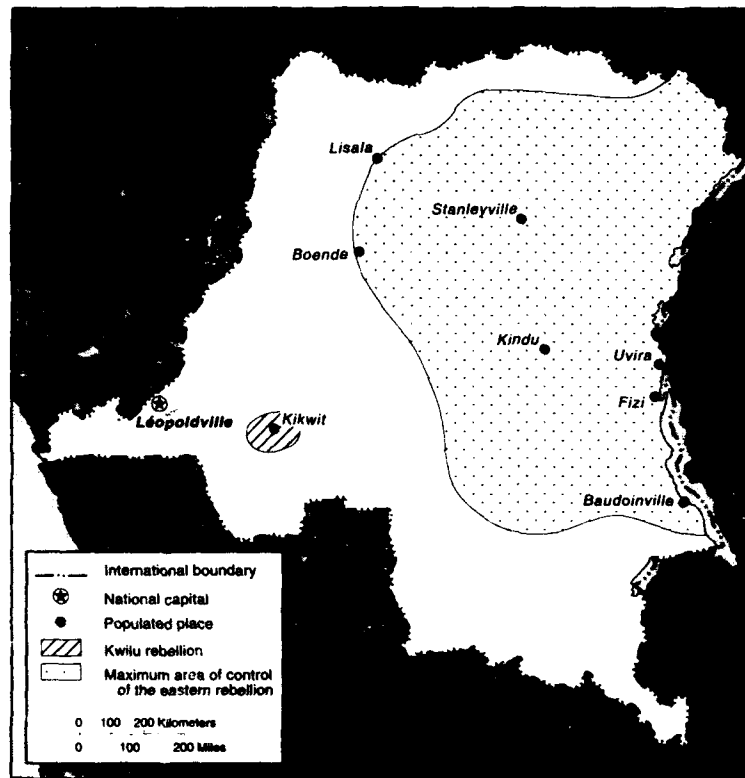 Lisala
Stanleyville
Boende
Kindu
Uvira
Fizi
Léopoldville
Kikwit
Baudoinville
International boundary
National capital
Populated place
Kwilu rebellion
Maximum area of control
of the eastern rebellion
0 100 200 Kilometers
0 100 200 Miles